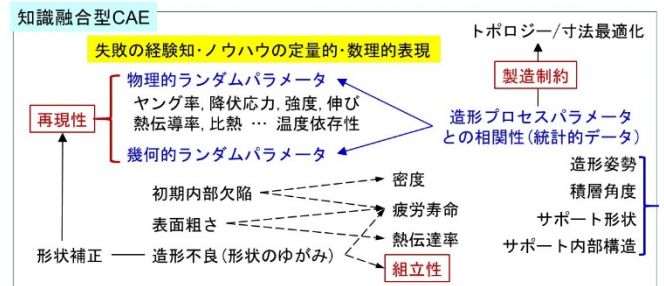 知識融合型CAE
トポロジー/寸法最適化
失敗の経験知・ノウハウの定量的・数理的表現
物理的ランダムパラメータ
製造制約
ヤング率, 降伏応力, 強度, 伸び
再現性
熱伝導率, 比熱 … 温度依存性
造形プロセスパラメータ
との相関性(統計的データ)
幾何的ランダムパラメータ
造形姿勢
密度
初期内部欠陥
積層角度
疲労寿命
表面粗さ
サポート形状
熱伝達率
サポート内部構造
形状補正
造形不良(形状のゆがみ)
組立性